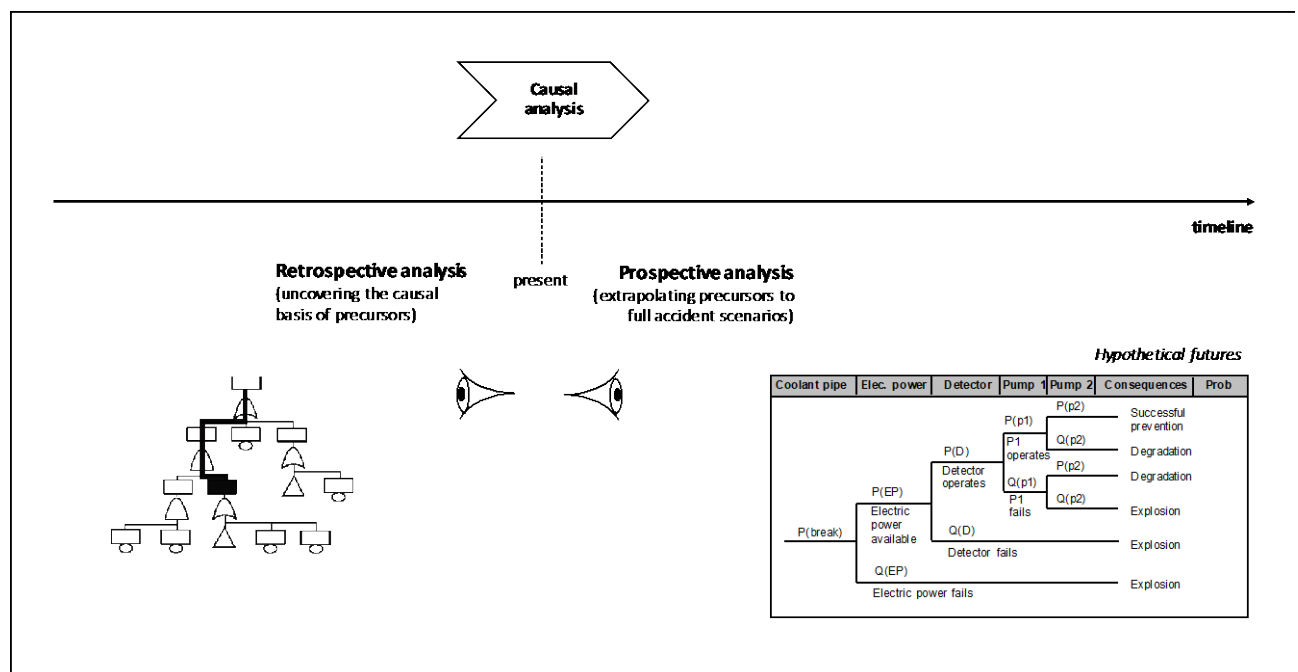 Causal
analysis
timeline
Retrospective analysis
(uncovering the causal
basis of precursors)
present
Prospective analysis
(extrapolating precursors to
full accident scenarios)
Hypothetical futures
Coolant pipe Elec. power Detector Pump 1 Pump 2 Consequences Prob
P(p2)
Successful
prevention
P(p1)
P1
operates
Q(p2)
Degradation
P(D)
Detector
operates
P(p2)
Degradation
Q(p1)
P1
fails
Q(p2)
Explosion
P(EP)
Electric
power
available
P(break)
Q(D)
Detector fails
Explosion
Q(EP)
Electric power fails
Explosion